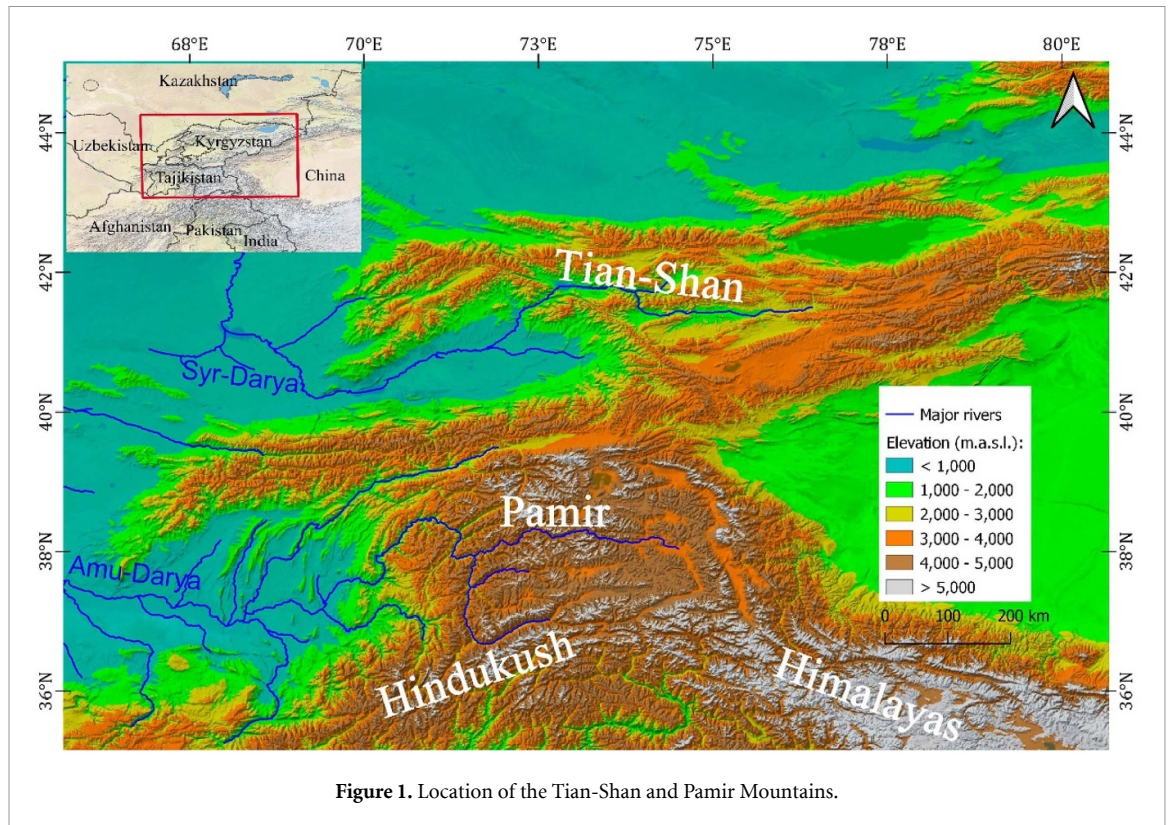 68°E 70°E 73°E 75°E 78°E 80°E
Kazakhstan
44°N
44°N
Uzbekistan
Kyrgyzstan
Tajikistan
China
Afghanistan
Pakistan
India
42°N
Tian-Shan
42°N
Syr-Darya
40°N
40°N
Major rivers
Elevation (m.a.s.l.):
< 1,000
1,000 - 2,000
2,000 - 3,000
3,000 - 4,000
4,000 - 5,000
> 5,000
0 100 200 km
Pamir
38°N
38°N
Amu-Darya
Hindukush
Himalayas
36°N
36°N
Figure 1. Location of the Tian-Shan and Pamir Mountains.